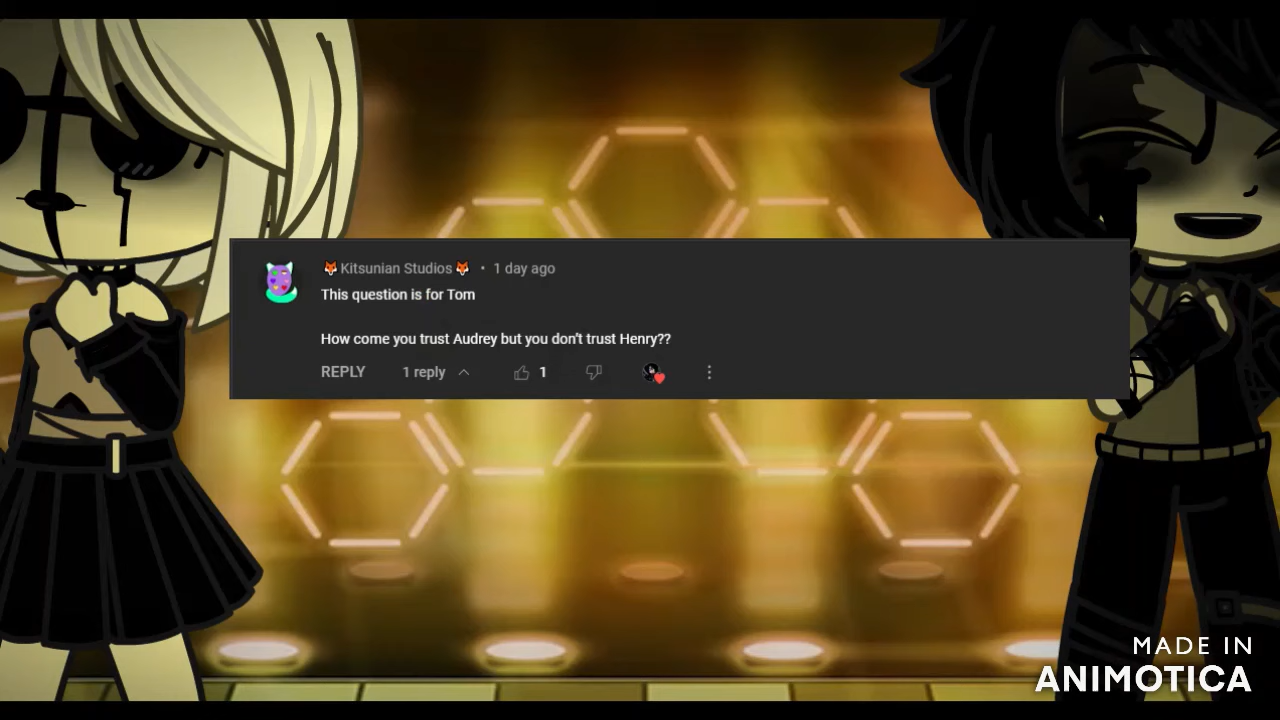 🦊Kitsunian Studios🦊 • 1 day ago
This question is for Tom
How come you trust Audrey but you don't trust Henry??
REPLY 1 reply 1
MADE IN
ANIMOTICA